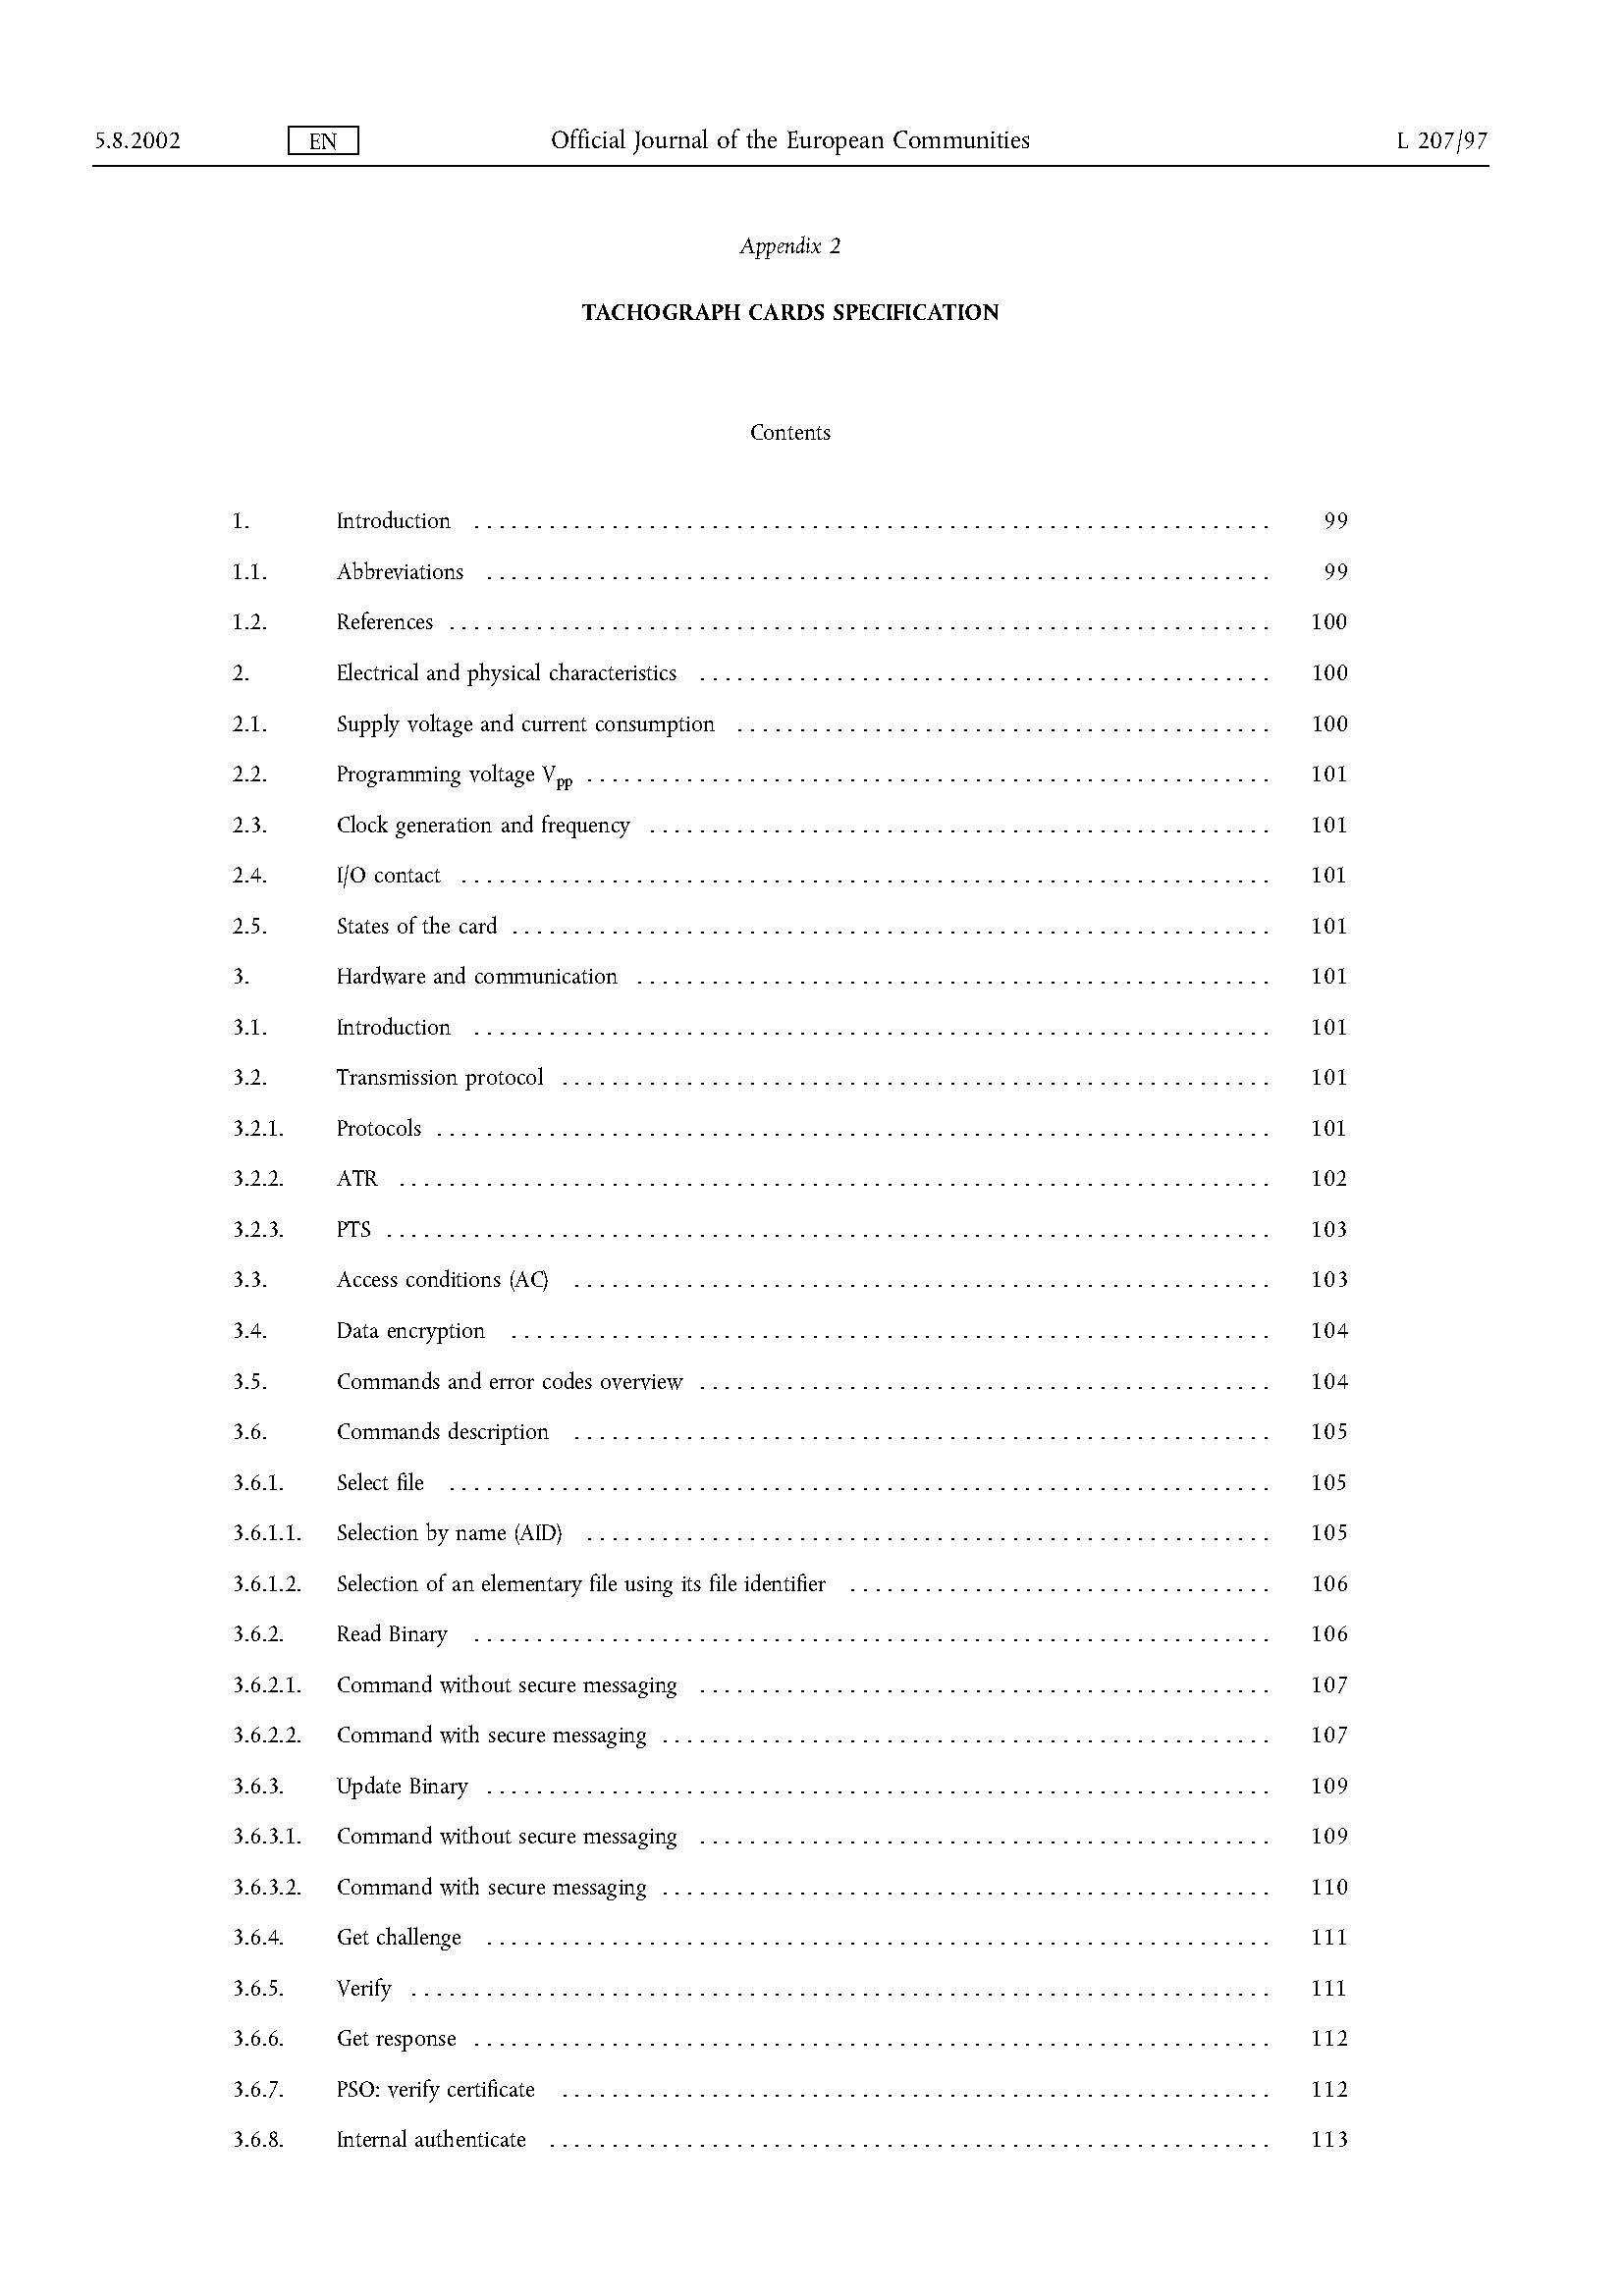 5.8.2002 EN Official Journal of the European Communities L 207/97
Appendix 2
TACHOGRAPH CARDS SPECIFICATION
Contents
1. Introduction . . . . . . . . . . . . . . . . . . . . 99
1.1. Abbreviations . . . . . . . . . . . . . . . . . . . . 99
1.2. References . . . . . . . . . . . . . . . . . . . . 100
2. Electrical and physical characteristics . . . . . . . . . . . . . . . . . . . . 100
2.1. Supply voltage and current consumption . . . . . . . . . . . . . . . . . . . . 100
2.2. Programming voltage Vpp . . . . . . . . . . . . . . . . . . . . 101
2.3. Clock generation and frequency . . . . . . . . . . . . . . . . . . . . 101
2.4. I/O contact . . . . . . . . . . . . . . . . . . . . 101
2.5. States of the card . . . . . . . . . . . . . . . . . . . . 101
3. Hardware and communication . . . . . . . . . . . . . . . . . . . . 101
3.1. Introduction . . . . . . . . . . . . . . . . . . . . 101
3.2. Transmission protocol . . . . . . . . . . . . . . . . . . . . 101
3.2.1. Protocols . . . . . . . . . . . . . . . . . . . . 101
3.2.2. ATR . . . . . . . . . . . . . . . . . . . . 102
3.2.3. PTS . . . . . . . . . . . . . . . . . . . . 103
3.3. Access conditions (AC) . . . . . . . . . . . . . . . . . . . . 103
3.4. Data encryption . . . . . . . . . . . . . . . . . . . . 104
3.5. Commands and error codes overview . . . . . . . . . . . . . . . . . . . . 104
3.6. Commands description . . . . . . . . . . . . . . . . . . . . 105
3.6.1. Select file . . . . . . . . . . . . . . . . . . . . 105
3.6.1.1. Selection by name (AID) . . . . . . . . . . . . . . . . . . . . 105
3.6.1.2. Selection of an elementary file using its file identifier . . . . . . . . . . . . . . . . . . . . 106
3.6.2. Read Binary . . . . . . . . . . . . . . . . . . . . 106
3.6.2.1. Command without secure messaging . . . . . . . . . . . . . . . . . . . . 107
3.6.2.2. Command with secure messaging . . . . . . . . . . . . . . . . . . . . 107
3.6.3. Update Binary . . . . . . . . . . . . . . . . . . . . 109
3.6.3.1. Command without secure messaging . . . . . . . . . . . . . . . . . . . . 109
3.6.3.2. Command with secure messaging . . . . . . . . . . . . . . . . . . . . 110
3.6.4. Get challenge . . . . . . . . . . . . . . . . . . . . 111
3.6.5. Verify . . . . . . . . . . . . . . . . . . . . 111
3.6.6. Get response . . . . . . . . . . . . . . . . . . . . 112
3.6.7. PSO: verify certificate . . . . . . . . . . . . . . . . . . . . 112
3.6.8. Internal authenticate . . . . . . . . . . . . . . . . . . . . 113